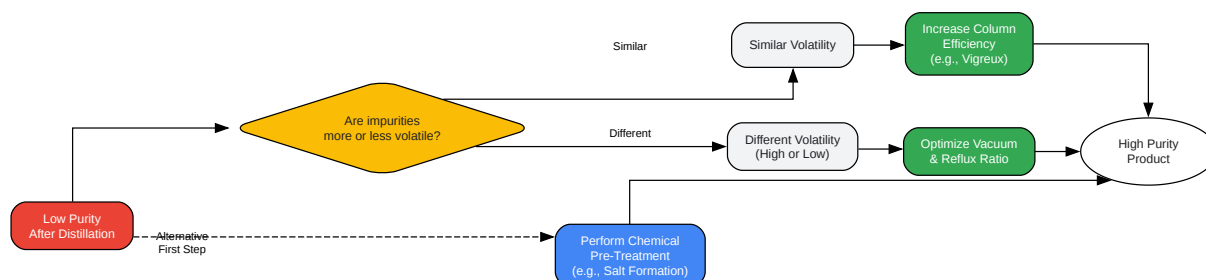 Similar
Similar Volatility
Increase Column
Efficiency
(e.g., Vigreux)
Are impurities
more or less volatile?
Different
Different Volatility
(High or Low)
Optimize Vacuum
& Reflux Ratio
High Purity
Product
Low Purity
After Distillation
Alternative
First Step
Perform Chemical
Pre-Treatment
(e.g., Salt Formation)